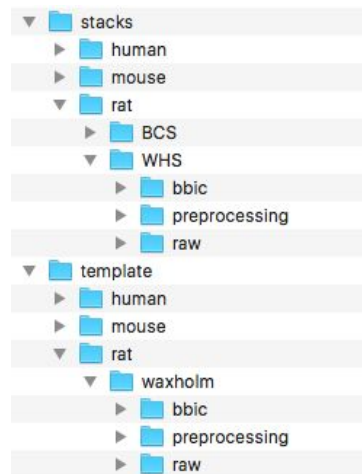 stacks
human
mouse
rat
BCS
WHS
bbic
preprocessing
raw
template
human
mouse
rat
waxholm
bbic
preprocessing
raw